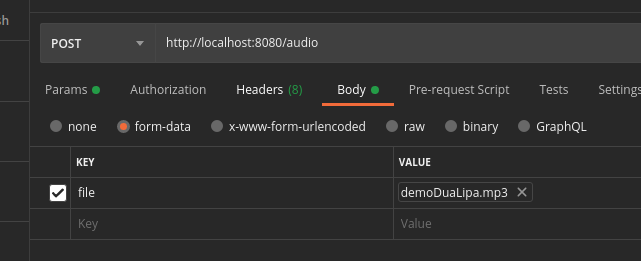 sh
POST http://localhost:8080/audio
Params Authorization Headers (8) Body Pre-request Script Tests Settings
none form-data x-www-form-urlencoded raw binary GraphQL
KEY VALUE
file demoDuaLipa.mp3
Key Value